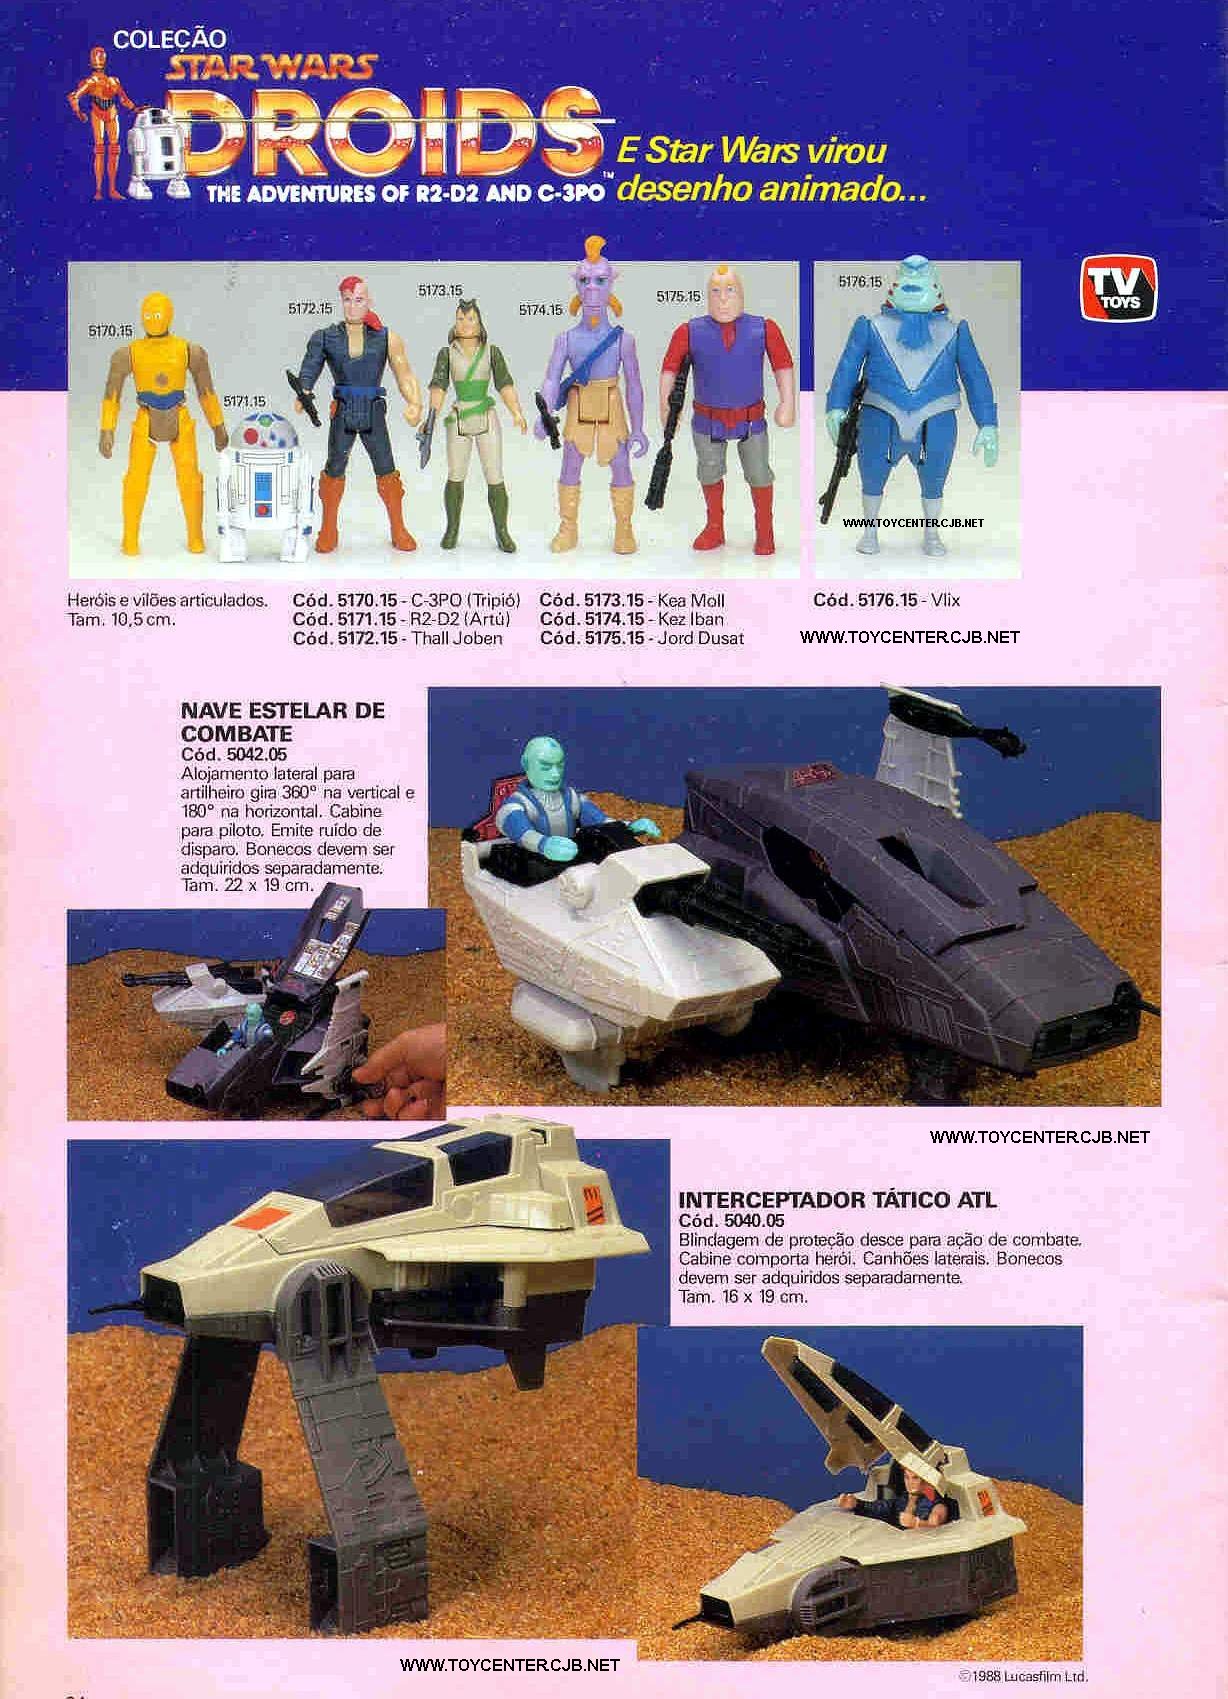 COLEÇÃO
STAR WARS
DROIDS
THE ADVENTURES OF R2-D2 AND C-3PO™
E Star Wars virou
desenho animado...
TV
TOYS
5170.15
5171.15
5172.15
5173.15
5174.15
5175.15
5176.15
WWW.TOYCENTER.CJB.NET
Heróis e vilões articulados.
Tam. 10,5 cm.
Cód. 5170.15 - C-3PO (Tripió)
Cód. 5171.15 - R2-D2 (Artú)
Cód. 5172.15 - Thall Joben
Cód. 5173.15 - Kea Moll
Cód. 5174.15 - Kez Iban
Cód. 5175.15 - Jord Dusat
Cód. 5176.15 - Vlix
WWW.TOYCENTER.CJB.NET
NAVE ESTELAR DE
COMBATE
Cód. 5042.05
Alojamento lateral para
artilheiro gira 360° na vertical e
180° na horizontal. Cabine
para piloto. Emite ruído de
disparo. Bonecos devem ser
adquiridos separadamente.
Tam. 22 x 19 cm.
WWW.TOYCENTER.CJB.NET
INTERCEPTADOR TÁTICO ATL
Cód. 5040.05
Blindagem de proteção desce para ação de combate.
Cabine comporta herói. Canhões laterais. Bonecos
devem ser adquiridos separadamente.
Tam. 16 x 19 cm.
WWW.TOYCENTER.CJB.NET
©1988 Lucasfilm Ltd.